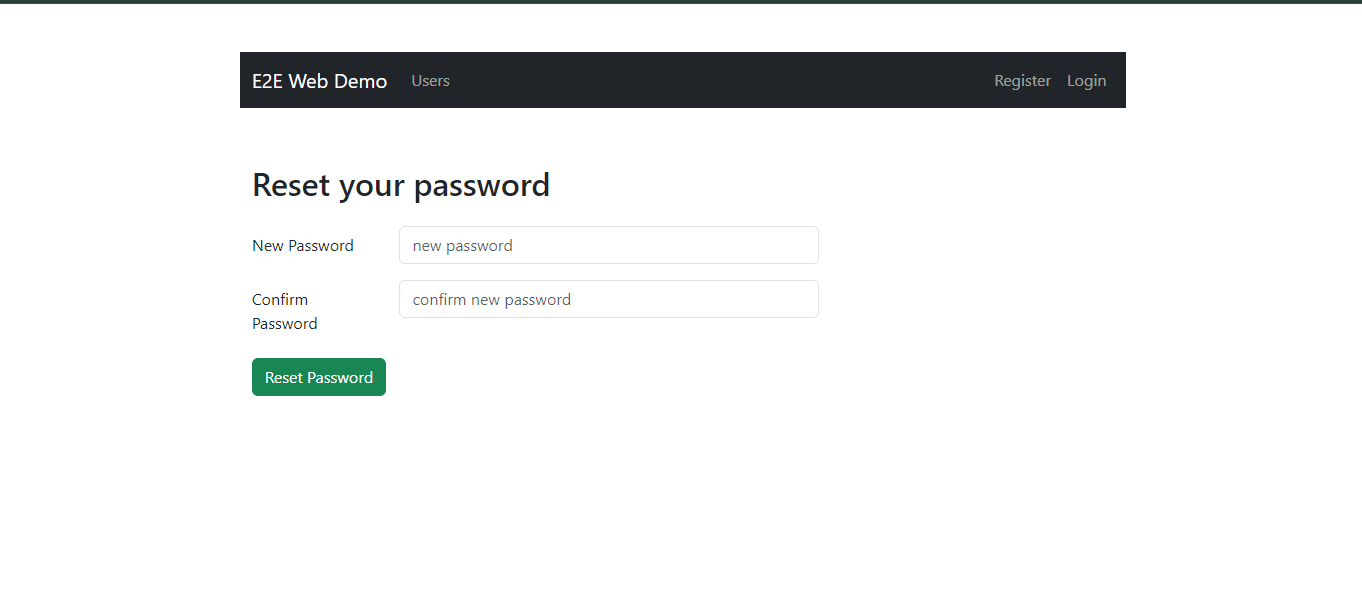 E2E Web Demo Users Register Login
Reset your password
New Password new password
Confirm confirm new password
Password
Reset Password